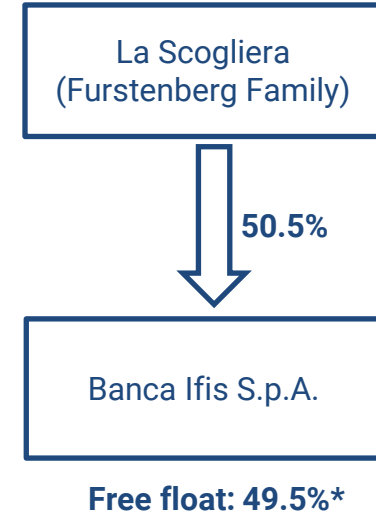 La Scogliera
(Furstenberg Family)
50.5%
Banca Ifis S.p.A.
Free float: 49.5%*